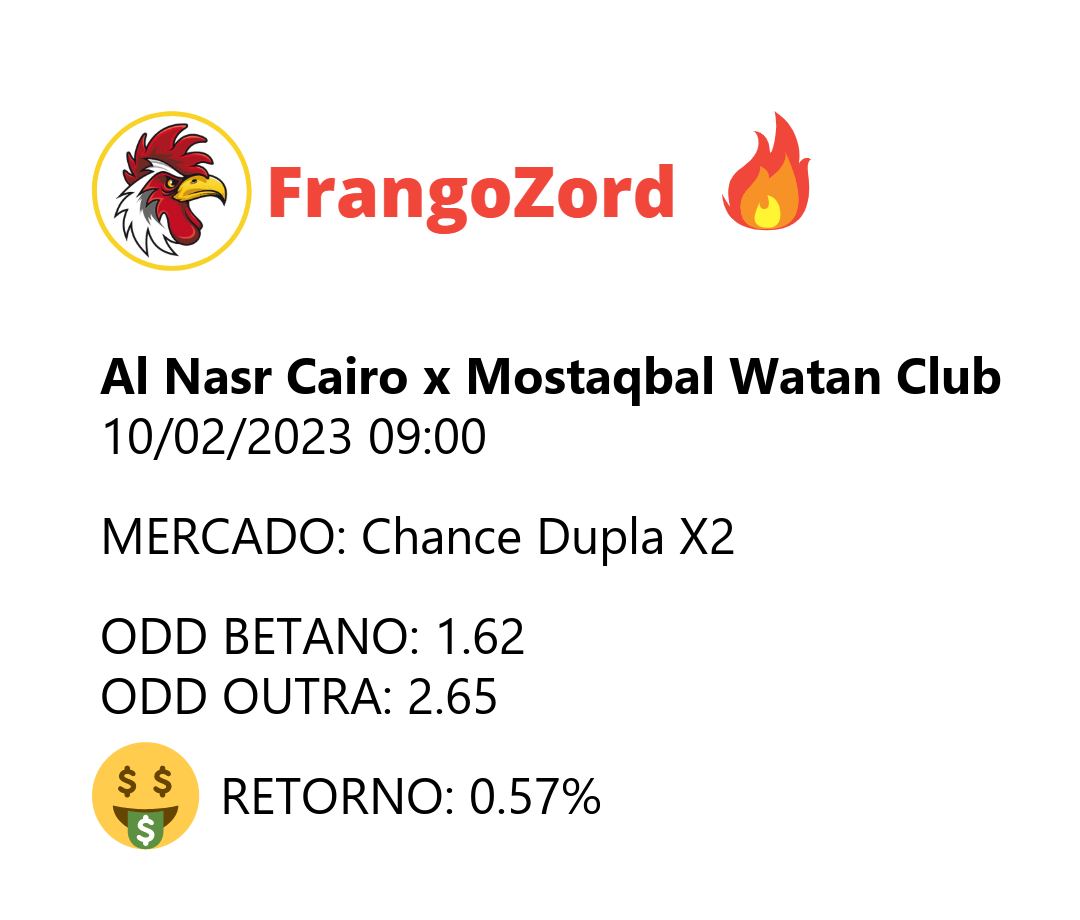 FrangoZord
Al Nasr Cairo x Mostaqbal Watan Club
10/02/2023 09:00
MERCADO: Chance Dupla X2
ODD BETANO: 1.62
ODD OUTRA: 2.65
$ $
$
RETORNO: 0.57%